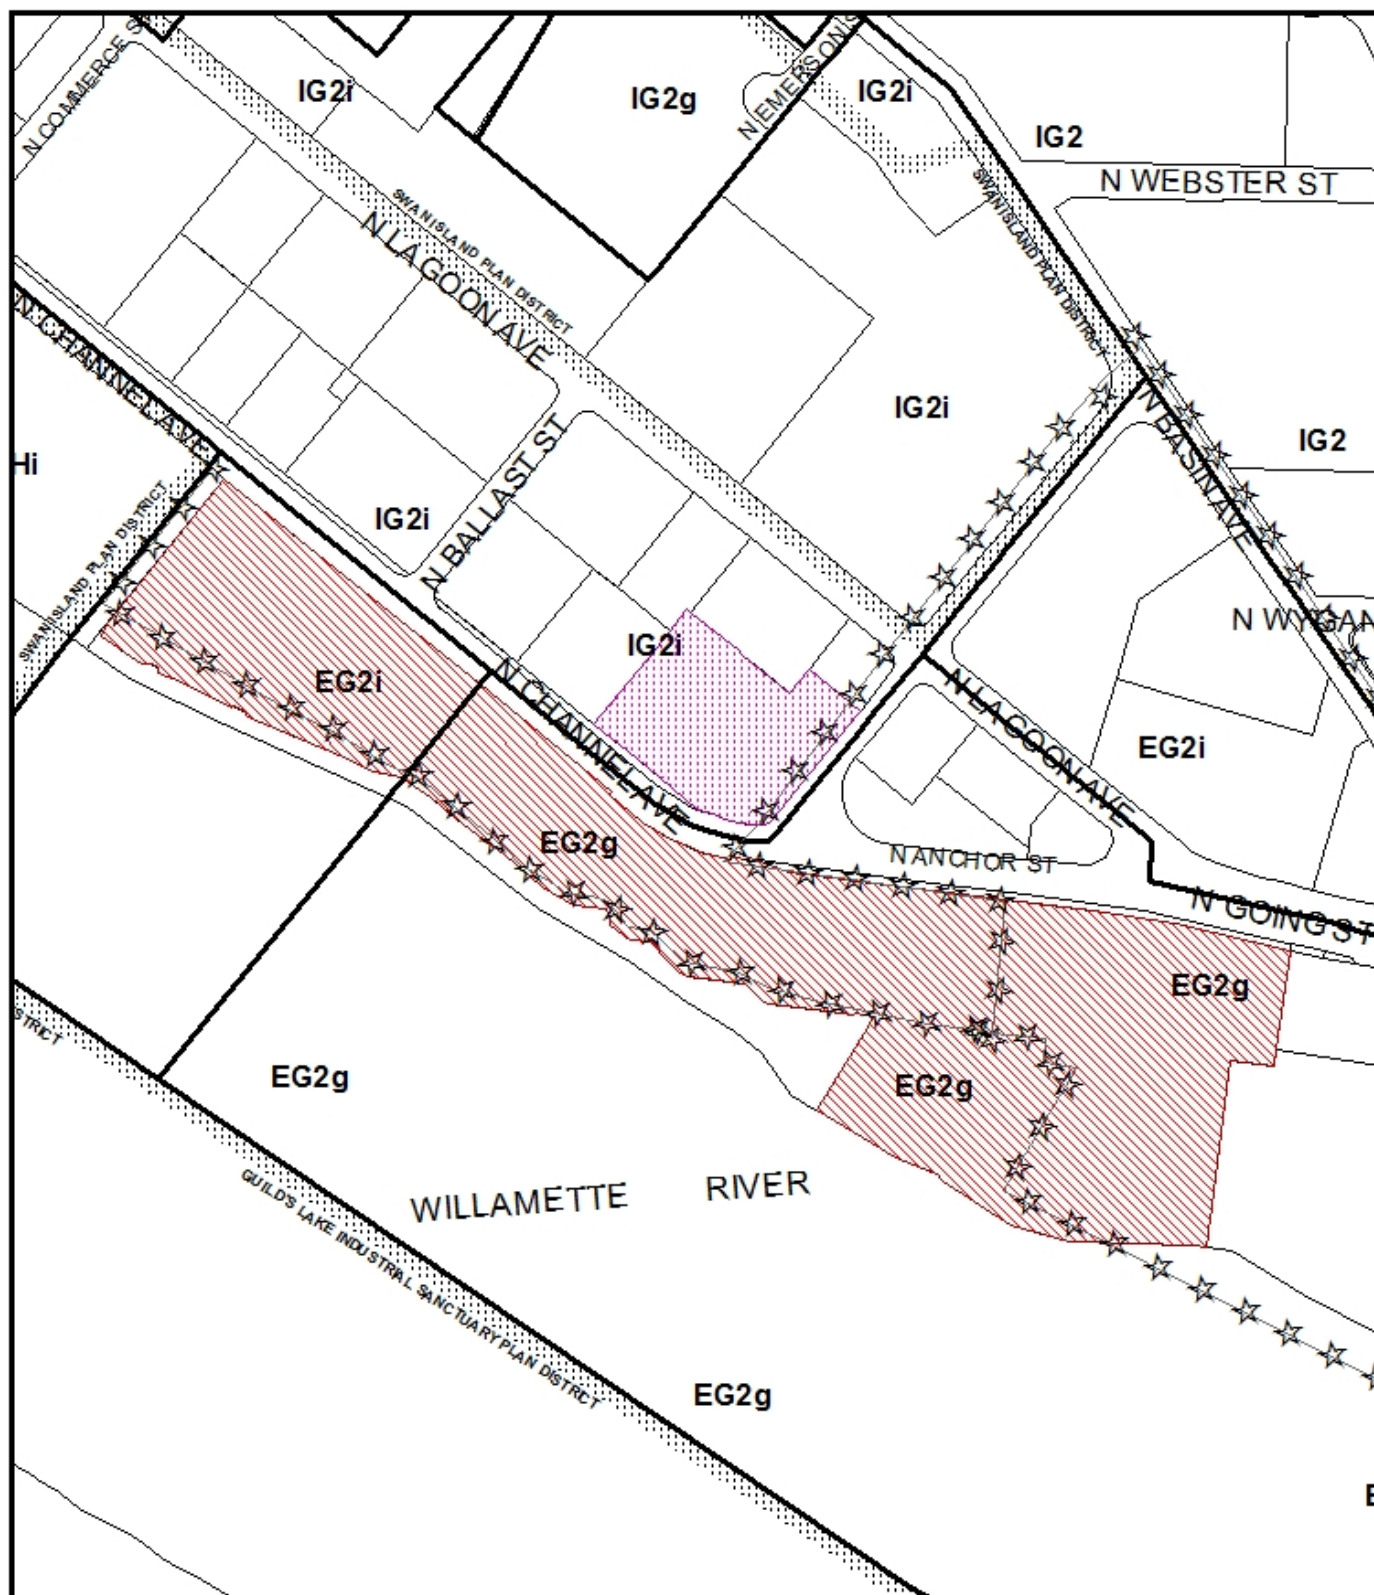 N COMMERCE S
IG2i
IG2g
N EMERSON S
IG2i
IG2
N WEBSTER ST
SWAN ISLAND PLAN DISTRICT
N LAGOON AVE
SWAN ISLAND PLAN DISTRICT
N CHANNEL AVE
IG2i
N BASIN AVE
IG2
Hi
SWAN ISLAND PLAN DISTRICT
IG2i
N BALLAST ST
N WYGAN
IG2i
EG2i
N CHANNEL AVE
N LAGOON AVE
EG2i
EG2g
N ANCHOR ST
N GOING ST
EG2g
STRICT
EG2g
EG2g
WILLAMETTE RIVER
GUILD'S LAKE INDUSTRIAL SANCTUARY PLAN DISTRICT
EG2g
E